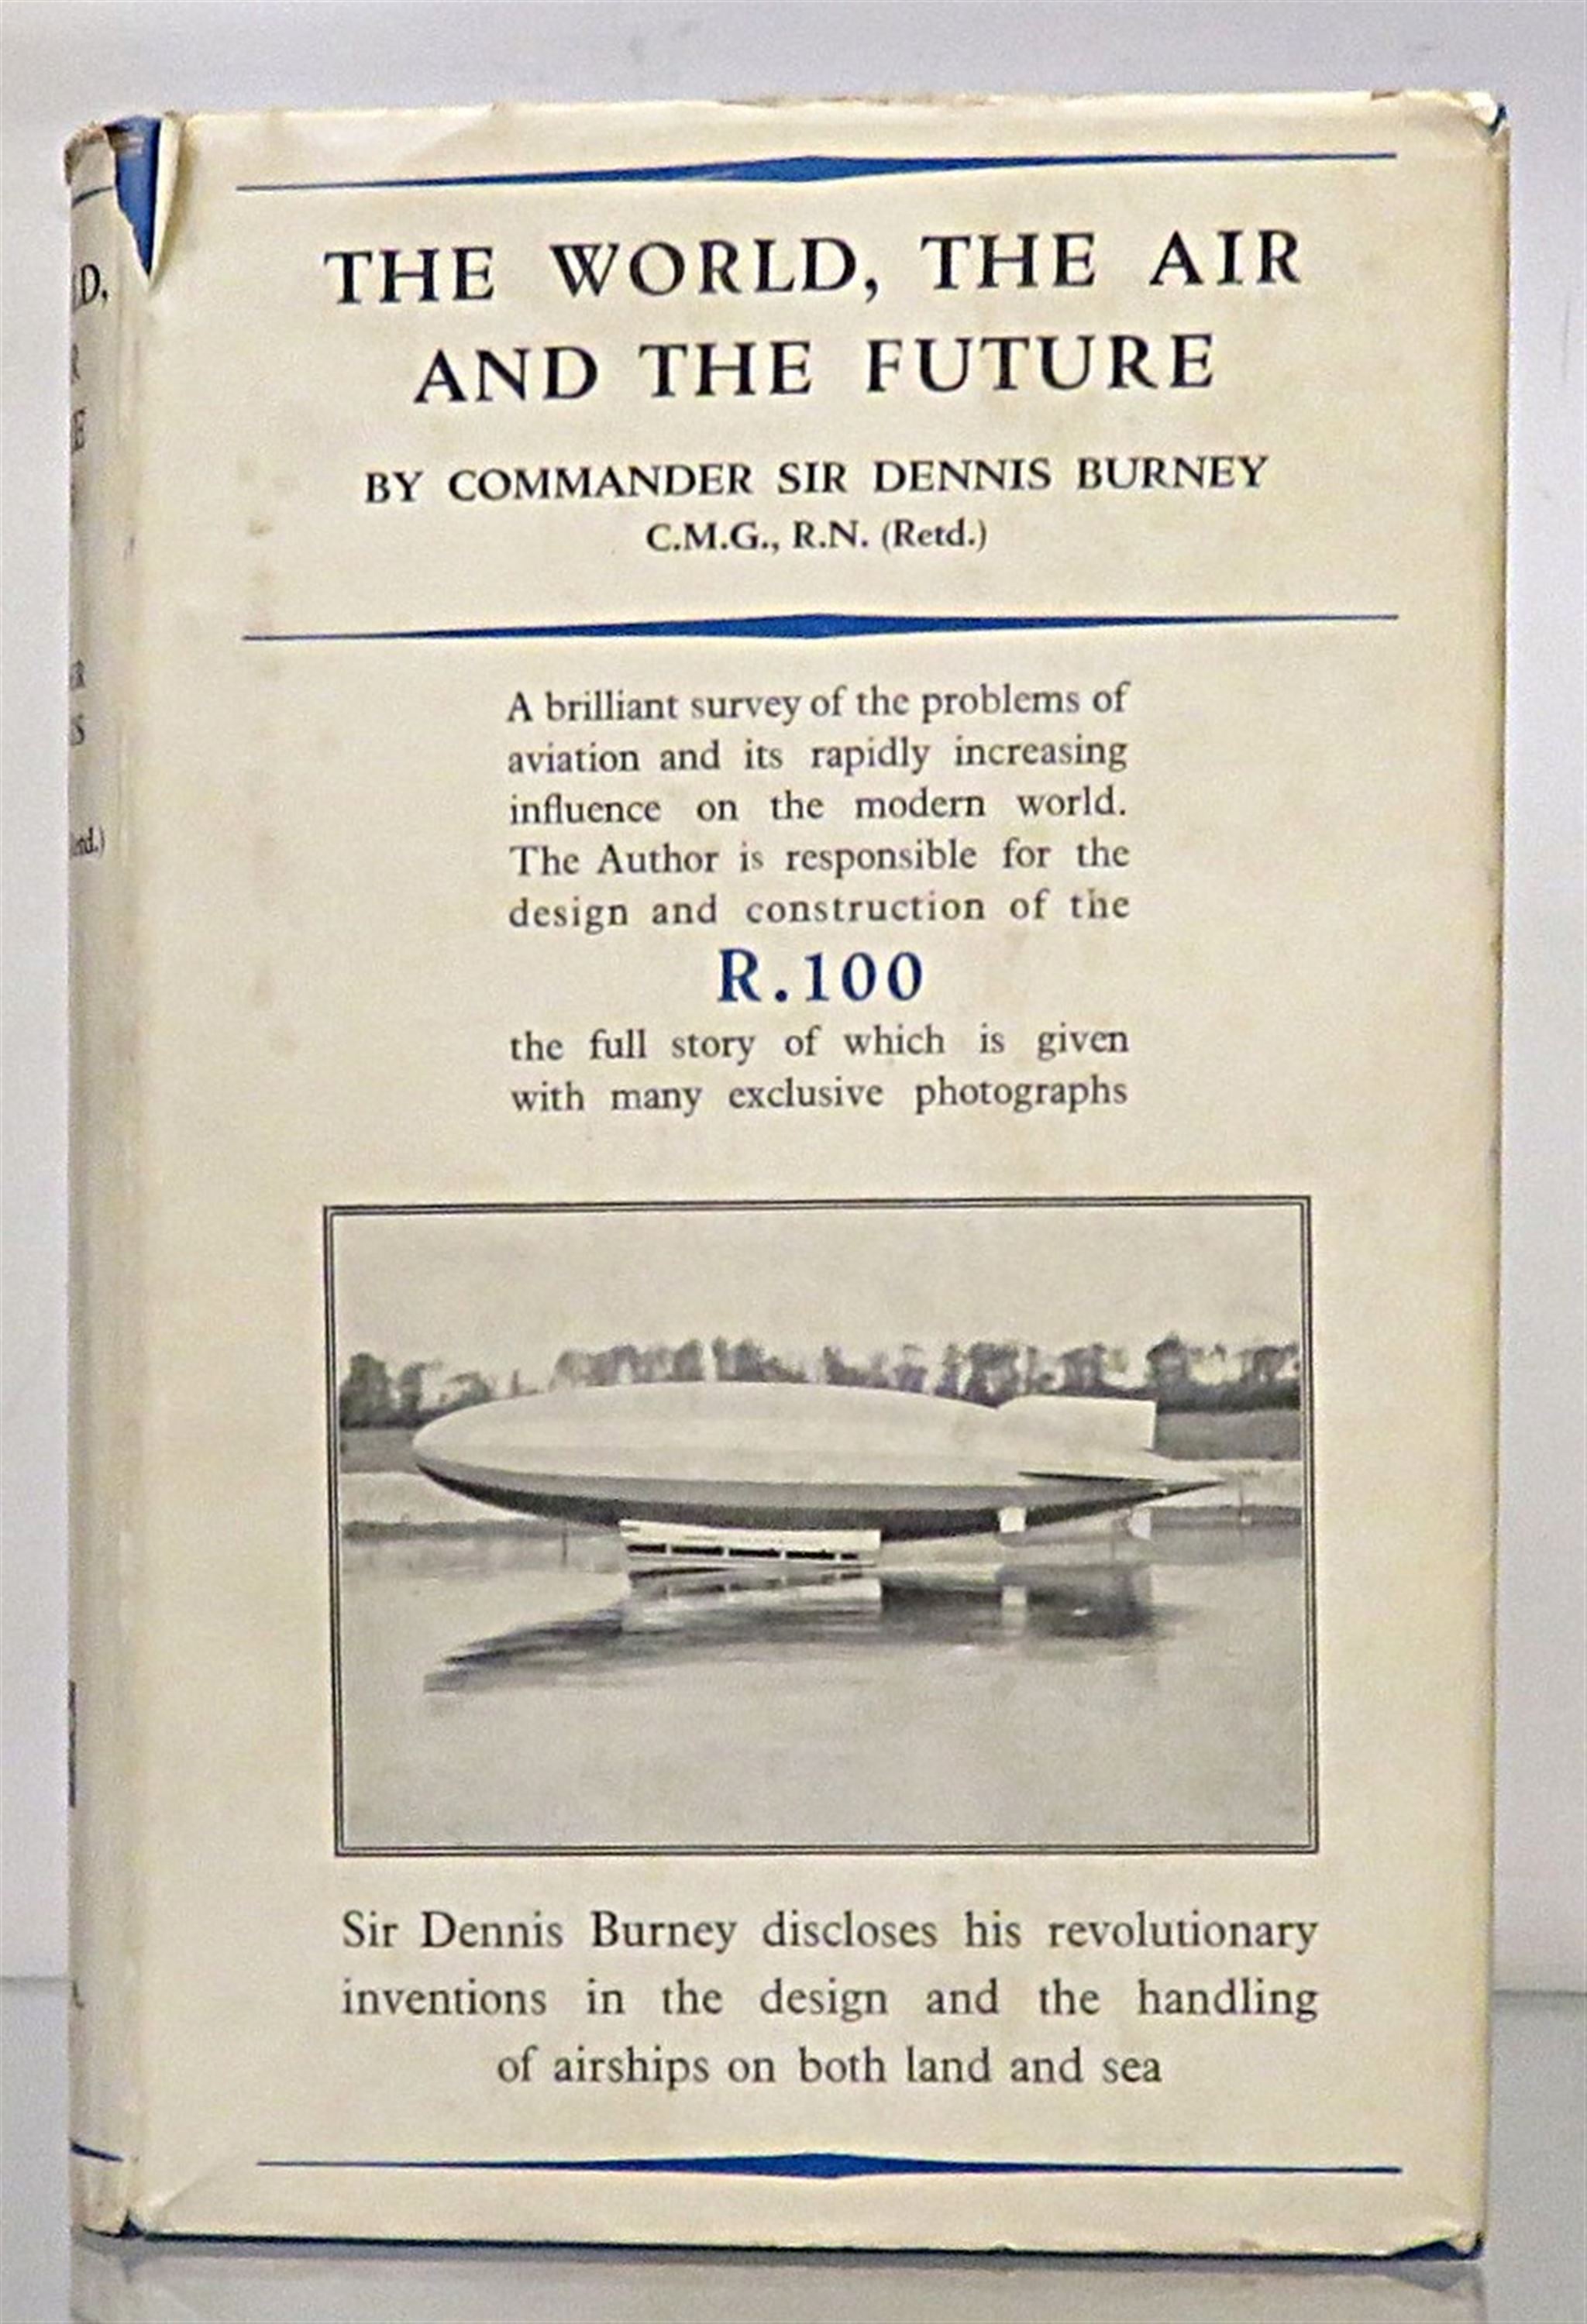 THE WORLD, THE AIR
AND THE FUTURE
BY COMMANDER SIR DENNIS BURNEY
C.M.G., R.N. (Retd.)
A brilliant survey of the problems of
aviation and its rapidly increasing
influence on the modern world.
The Author is responsible for the
design and construction of the
R.100
the full story of which is given
with many exclusive photographs
Sir Dennis Burney discloses his revolutionary
inventions in the design and the handling
of airships on both land and sea